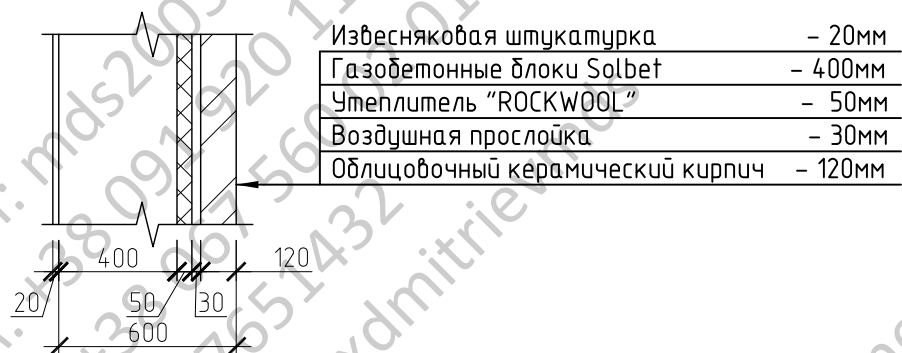 Известняковая штукатурка – 20мм
Газобетонные блоки Solbet – 400мм
Утеплитель "ROCKWOOL" – 50мм
Воздушная прослойка – 30мм
Облицовочный керамический кирпич – 120мм
400 120
20 50 30
600